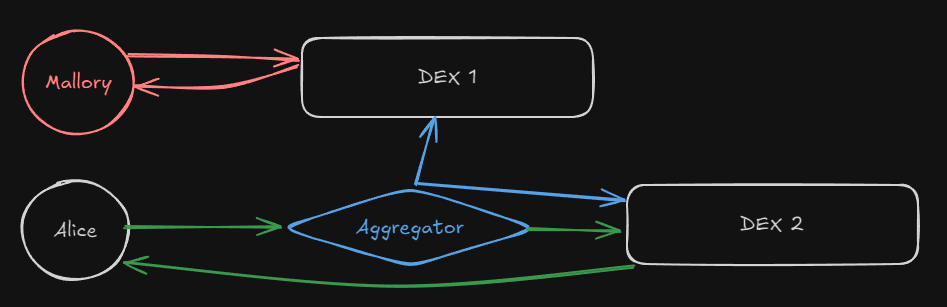 Mallory
DEX 1
Alice
Aggregator
DEX 2